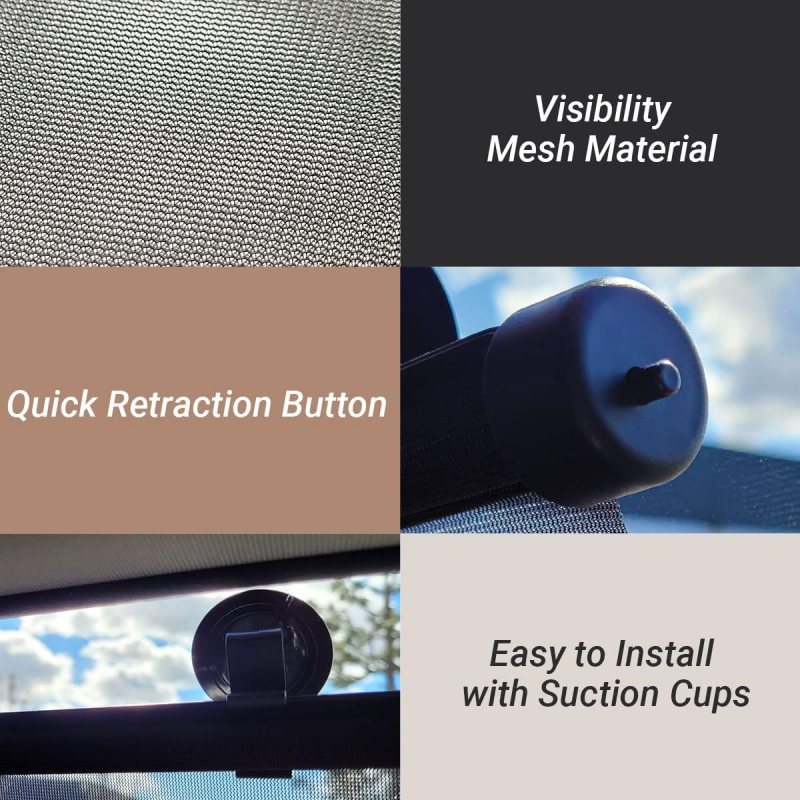 Visibility
Mesh Material
Quick Retraction Button
Easy to Install
with Suction Cups